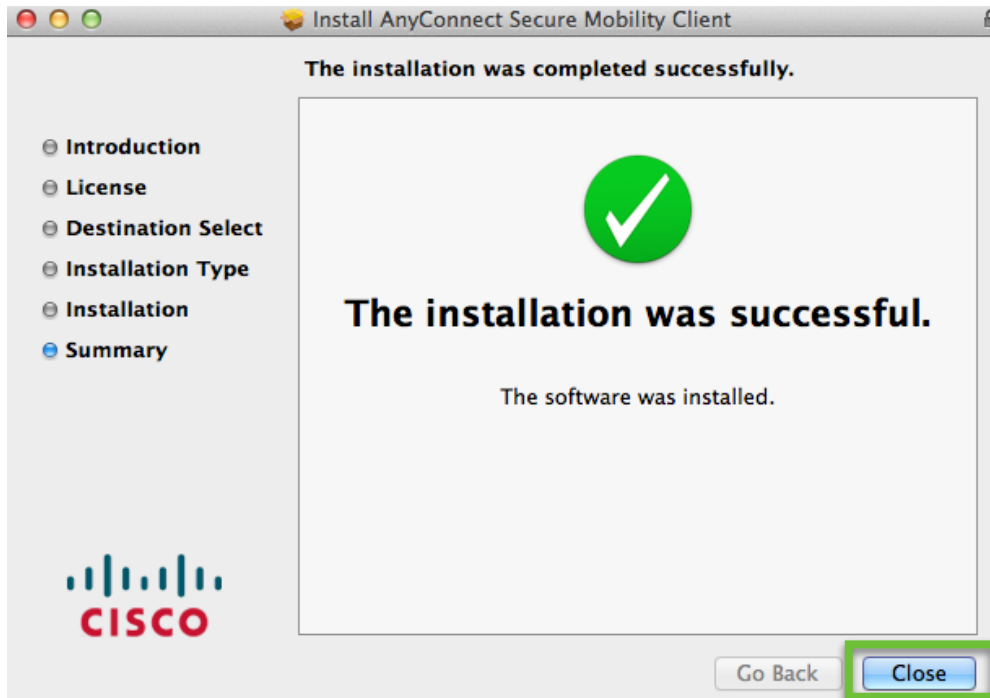 Install AnyConnect Secure Mobility Client
The installation was completed successfully.
Introduction
License
Destination Select
Installation Type
Installation
Summary
The installation was successful.
The software was installed.
CISCO
Go Back
Close